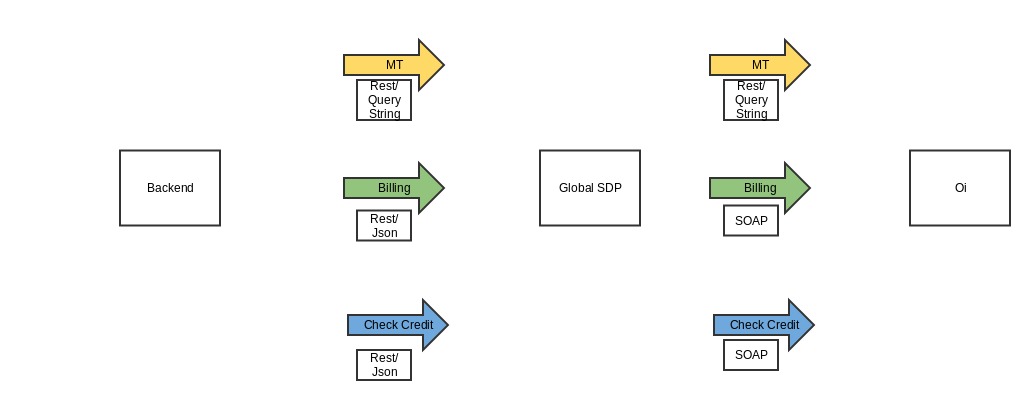 MT
Rest/
Query
String
MT
Rest/
Query
String
Backend
Billing
Rest/
Json
Global SDP
Billing
SOAP
Oi
Check Credit
Rest/
Json
Check Credit
SOAP